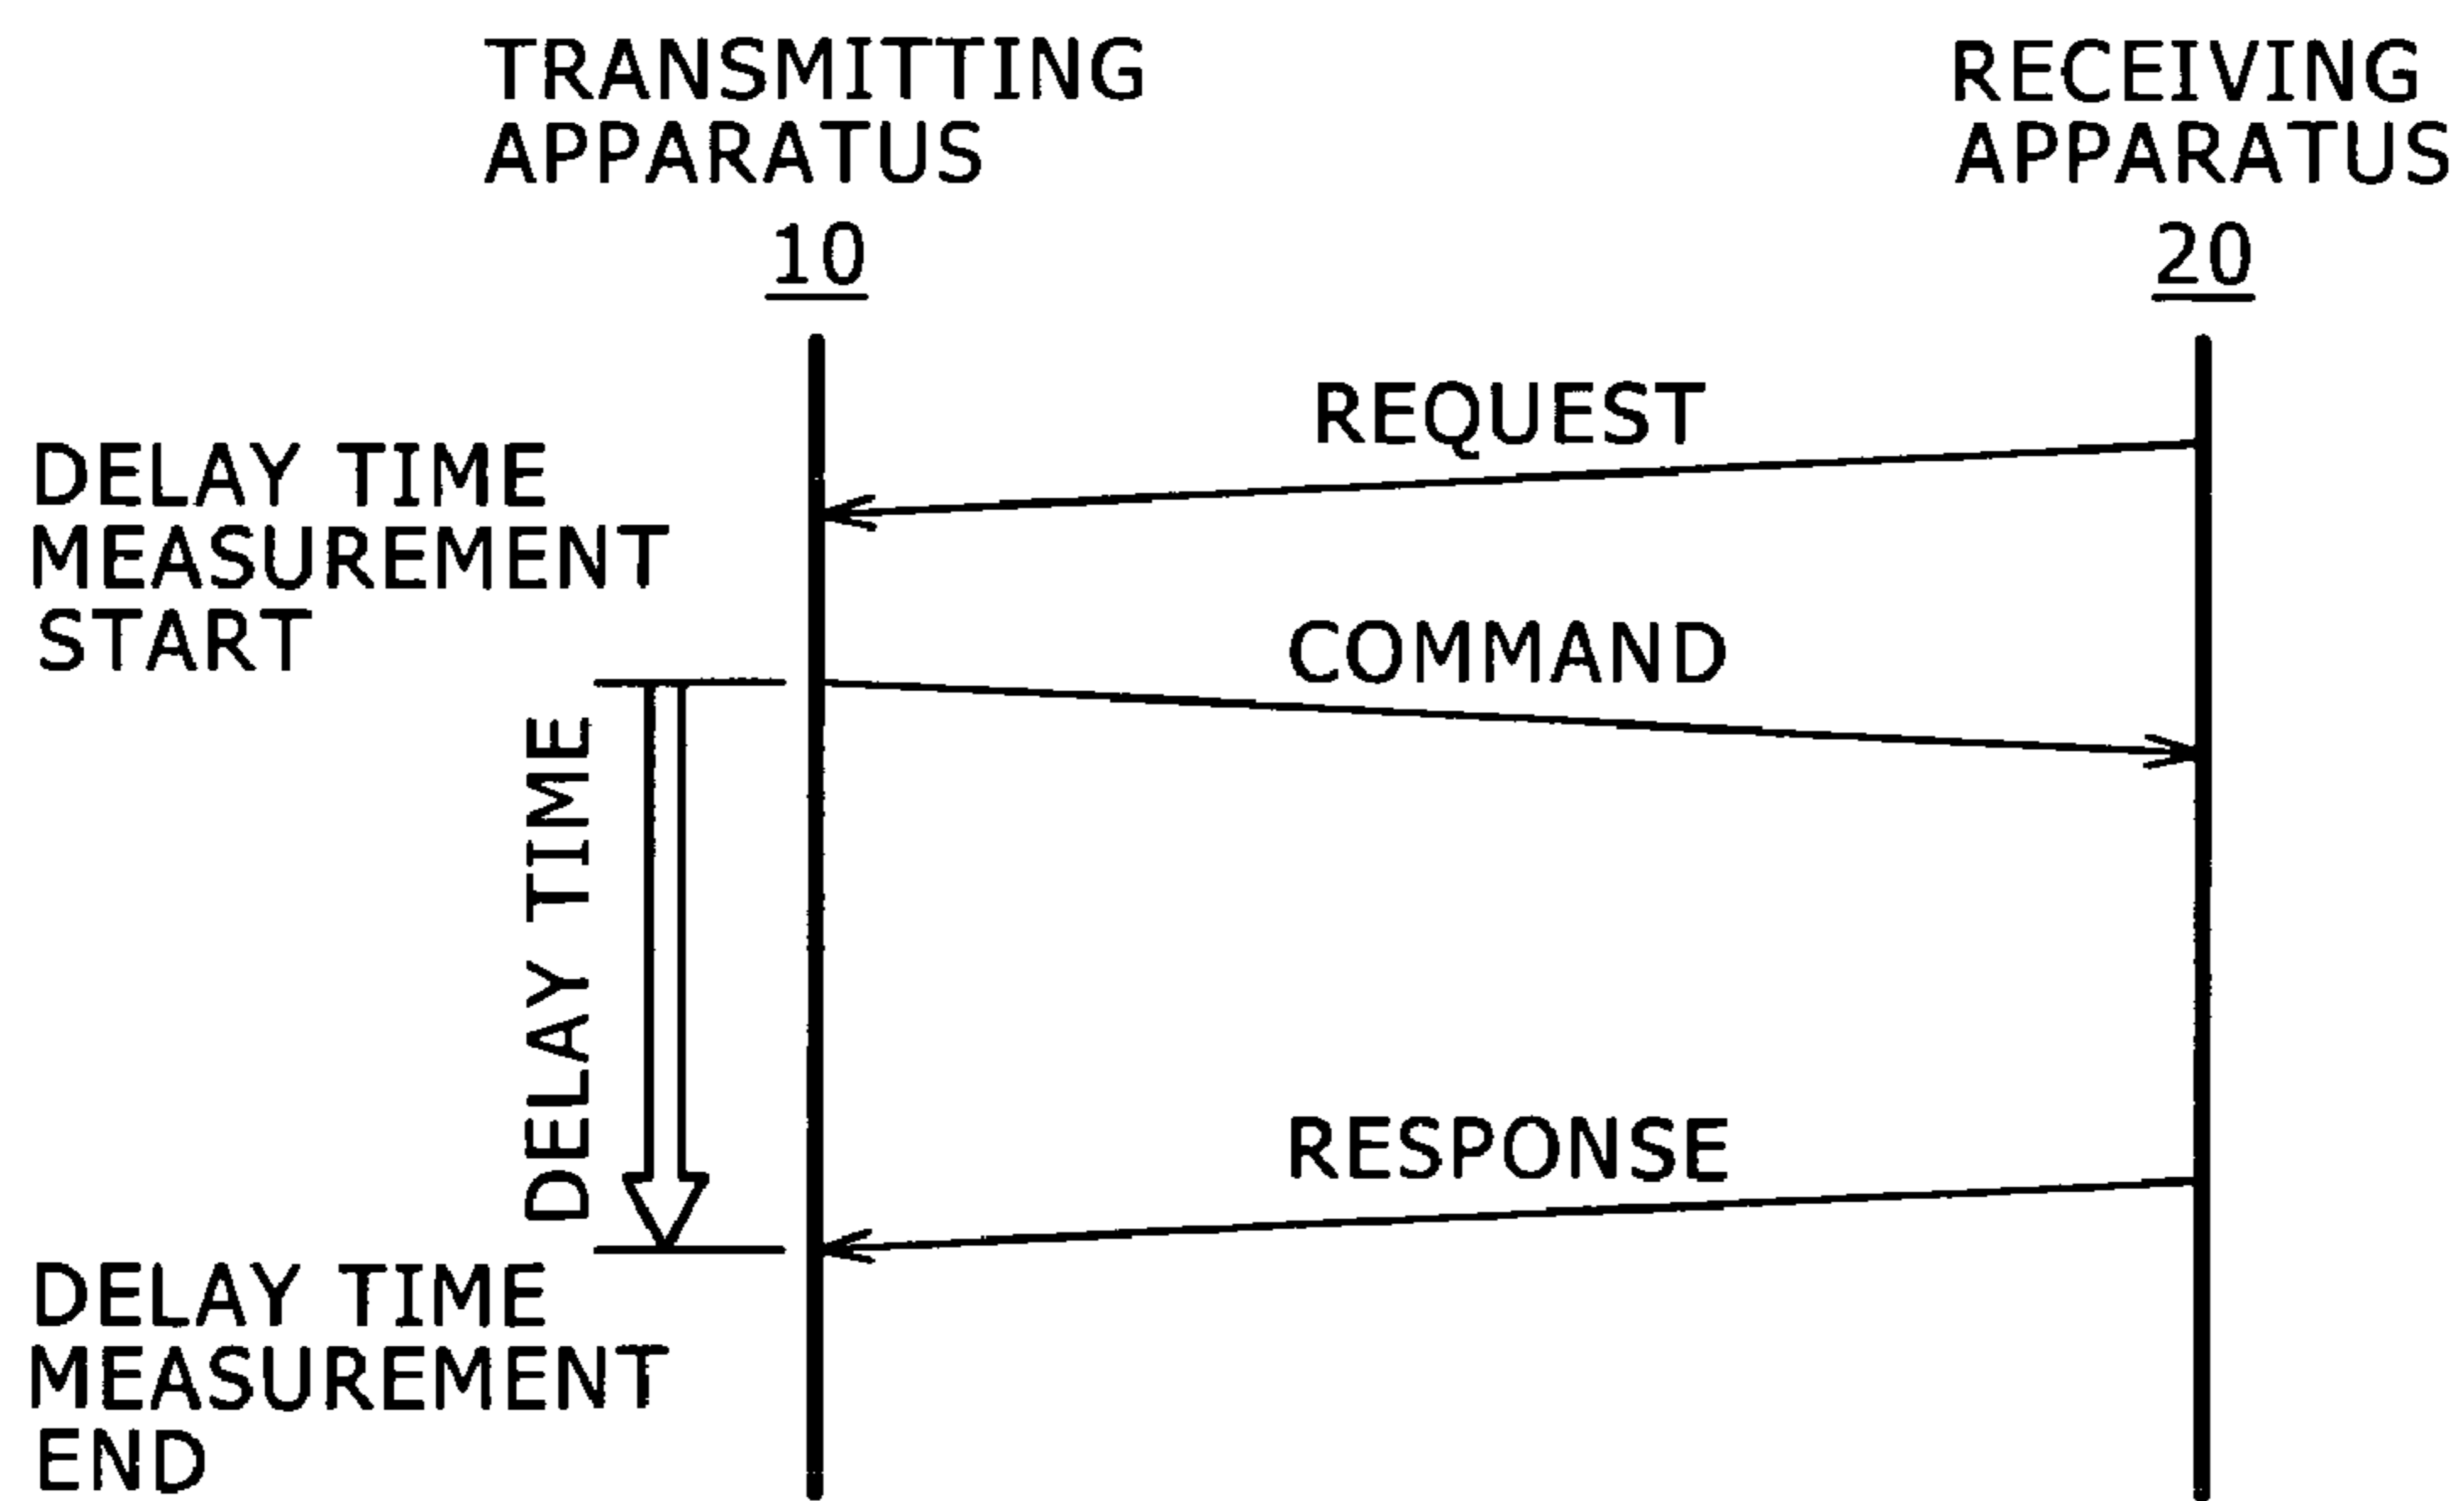 TRANSMITTING
APPARATUS
10
RECEIVING
APPARATUS
20
REQUEST
DELAY TIME
MEASUREMENT
START
COMMAND
DELAY TIME
RESPONSE
DELAY TIME
MEASUREMENT
END